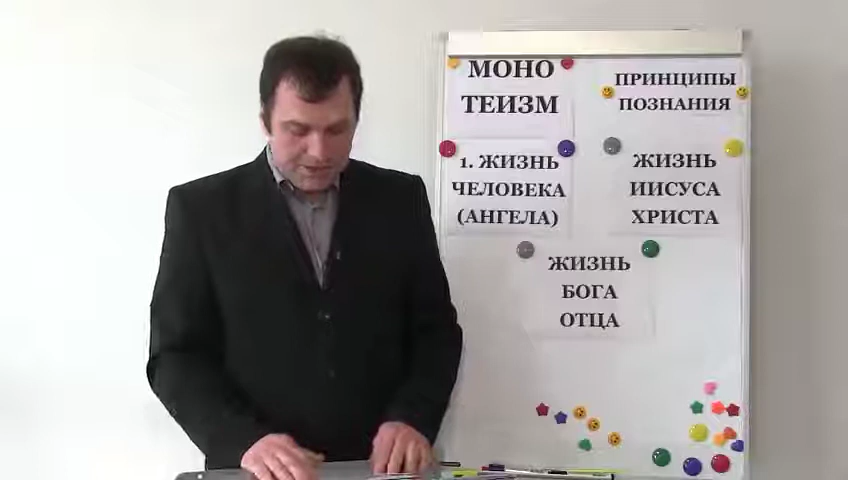 МОНО
ТЕИЗМ
ПРИНЦИПЫ
ПОЗНАНИЯ
1. ЖИЗНЬ
ЧЕЛОВЕКА
(АНГЕЛА)
ЖИЗНЬ
ИИСУСА
ХРИСТА
ЖИЗНЬ
БОГА
ОТЦА